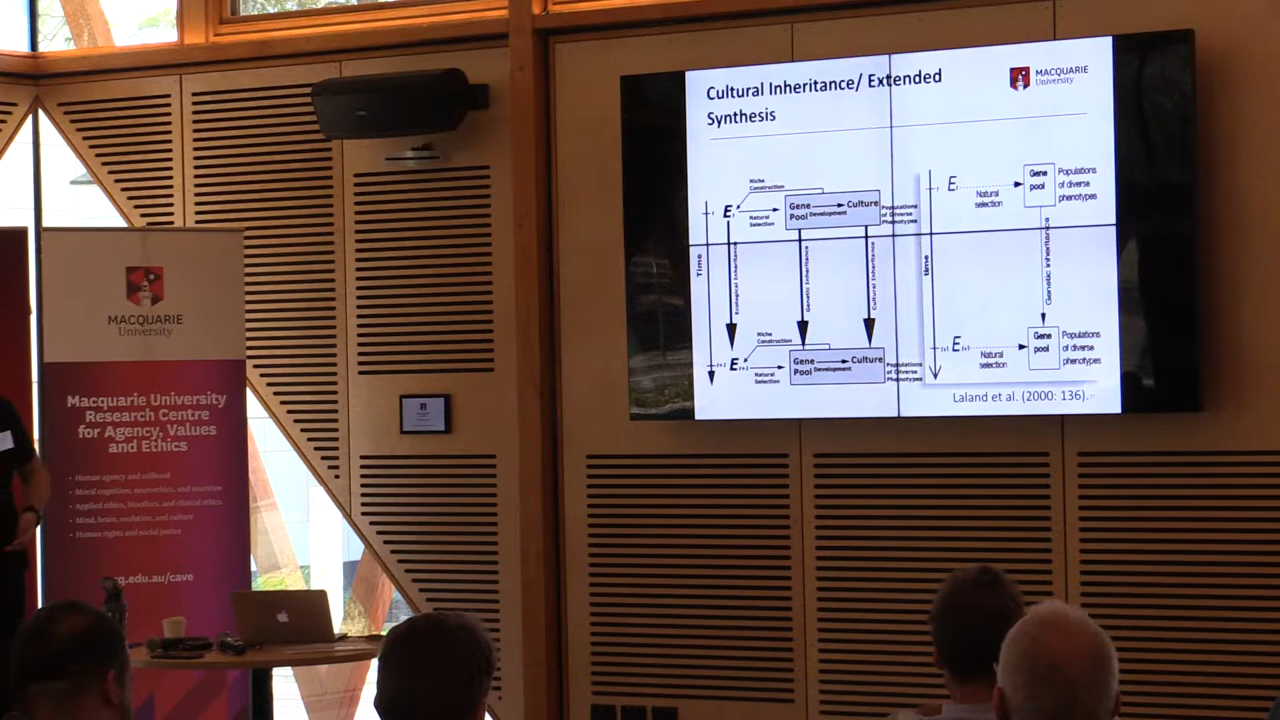 Cultural Inheritance/ Extended
Synthesis
MACQUARIE
University
Niche
Construction
E
Natural
Selection
Gene
Pool
Development
Culture
Populations
of Diverse
Phenotypes
Time
Ecological Inheritance
Genetic Inheritance
Cultural Inheritance
Niche
Construction
E t+1
Natural
Selection
Gene
Pool
Development
Culture
Populations
of Diverse
Phenotypes
E
Natural
selection
Gene
pool
Populations
of diverse
phenotypes
time
Genetic inheritance
E t+1
Natural
selection
Gene
pool
Populations
of diverse
phenotypes
Laland et al. (2000: 136).
MACQUARIE
University
Macquarie University
Research Centre
for Agency, Values
and Ethics
• Human agency and selfhood
• Moral cognition, neuroethics, and neurolaw
• Applied ethics, bioethics, and clinical ethics
• Mind, brain, evolution, and culture
• Human rights and social justice
mq.edu.au/cave